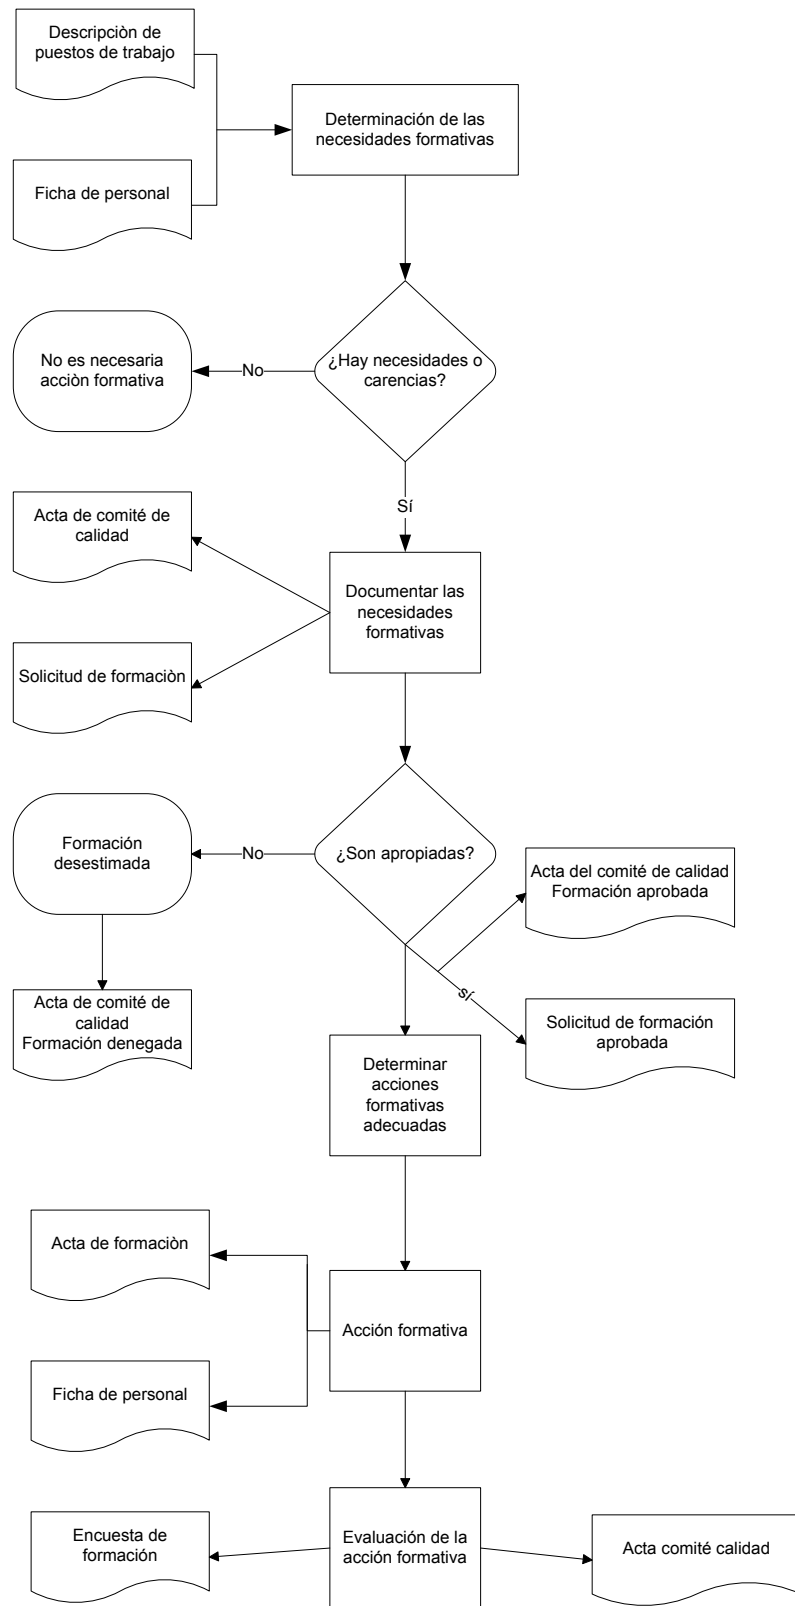 Descripciòn de
puestos de trabajo
Determinación de las
necesidades formativas
Ficha de personal
¿Hay necesidades o
carencias?
No
No es necesaria
acciòn formativa
Sí
Acta de comité de
calidad
Documentar las
necesidades
formativas
Solicitud de formaciòn
¿Son apropiadas?
No
Formación
desestimada
Acta del comité de calidad
Formación aprobada
sí
Acta de comité de
calidad
Formación denegada
Solicitud de formación
aprobada
Determinar
acciones
formativas
adecuadas
Acta de formaciòn
Acción formativa
Ficha de personal
Encuesta de
formación
Evaluación de la
acción formativa
Acta comité calidad